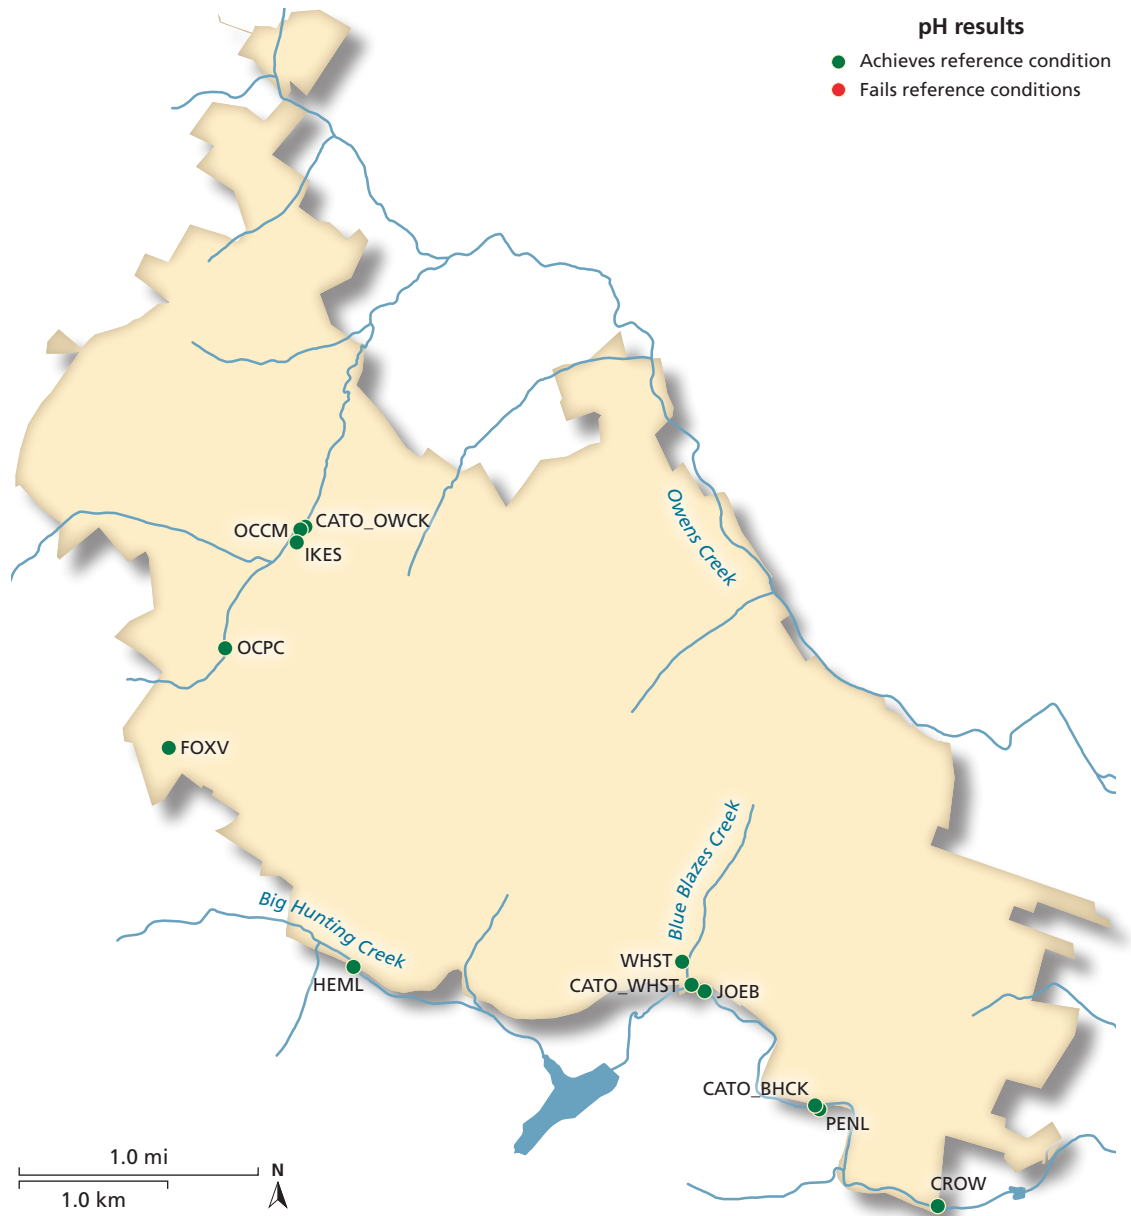 pH results
Achieves reference condition
Fails reference conditions
CATO_OWCK
OCCM
IKES
Owens Creek
OCPC
FOXV
Blue Blazes Creek
Big Hunting Creek
WHST
HEML
CATO_WHST
JOEB
CATO_BHCK
PENL
1.0 mi
N
1.0 km
CROW